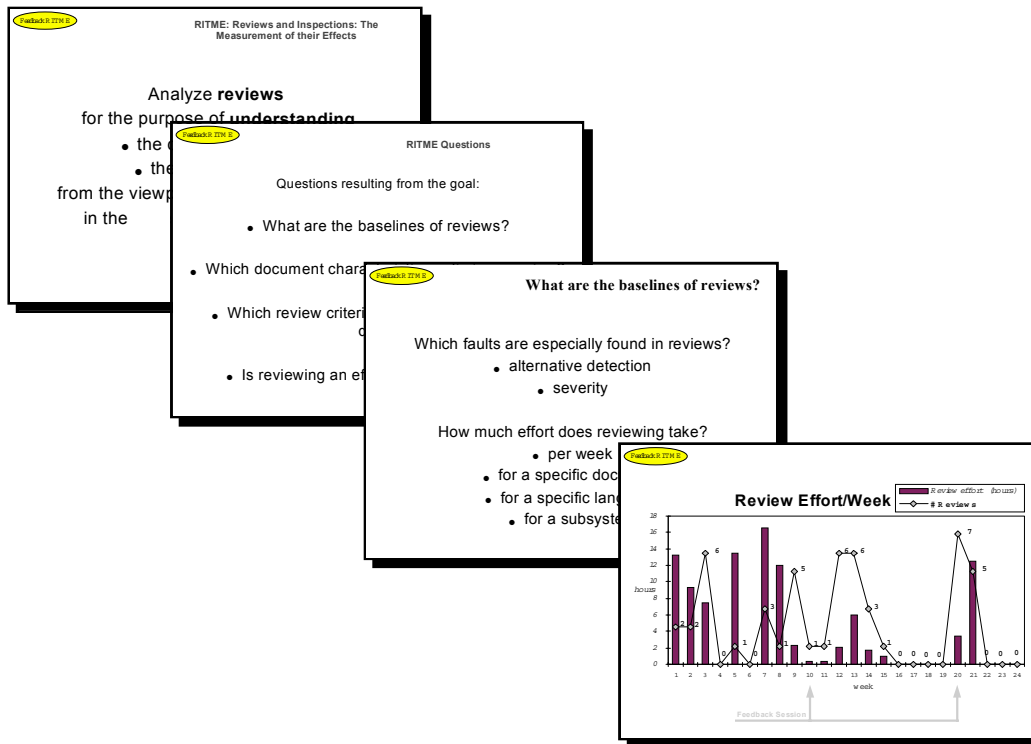 Feedback RITME
RITME: Reviews and Inspections: The
Measurement of their Effects
Analyze reviews
for the purpose of understanding
• the
• the
from the viewp
in the
Feedback RITME
RITME Questions
Questions resulting from the goal:
• What are the baselines of reviews?
• Which document chara
• Which review criteri
• Is reviewing an ef
Feedback RITME
What are the baselines of reviews?
Which faults are especially found in reviews?
• alternative detection
• severity
How much effort does reviewing take?
• per week
• for a specific doc
• for a specific lang
• for a subsyste
Feedback RITME
Review Effort/Week
Review effort (hours)
# Reviews
hours
18
16
14
12
10
8
6
4
2
0
2 2 6 0 1 0 3 1 5 1 1 6 6 3 1 0 0 0 0 7 5 0 0 0
1 2 3 4 5 6 7 8 9 10 11 12 13 14 15 16 17 18 19 20 21 22 23 24
week
Feedback Session